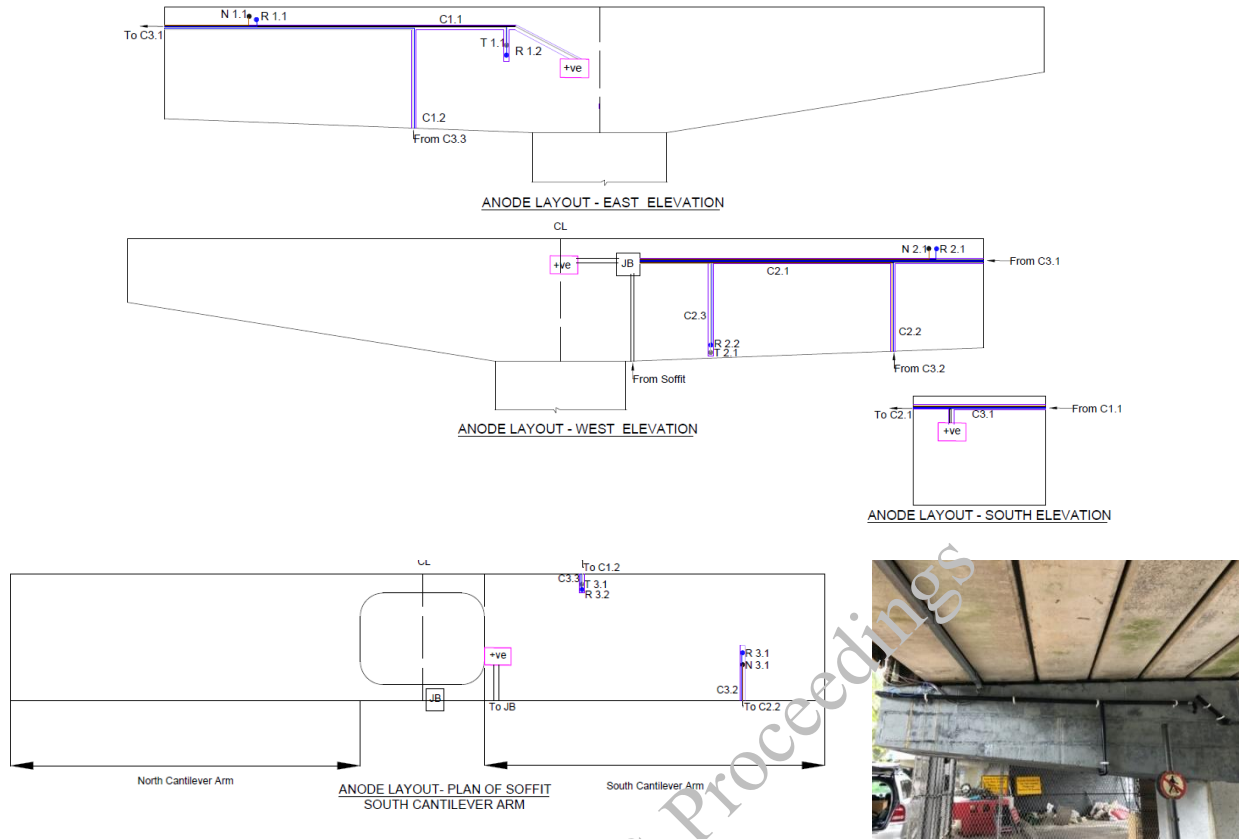 N 1.1
R 1.1
C1.1
To C3.1
T 1.1
R 1.2
+ve
C1.2
From C3.3
ANODE LAYOUT - EAST ELEVATION
CL
N 2.1
R 2.1
+ve
JB
C2.1
From C3.1
C2.3
R 2.2
T 2.1
C2.2
From Soffit
From C3.2
ANODE LAYOUT - WEST ELEVATION
To C2.1
C3.1
From C1.1
+ve
ANODE LAYOUT - SOUTH ELEVATION
CL
To C1.2
C3.3
T 3.1
R 3.2
+ve
R 3.1
N 3.1
C3.2
JB
To JB
To C2.2
North Cantilever Arm
ANODE LAYOUT- PLAN OF SOFFIT
SOUTH CANTILEVER ARM
South Cantilever Arm
Proceedings